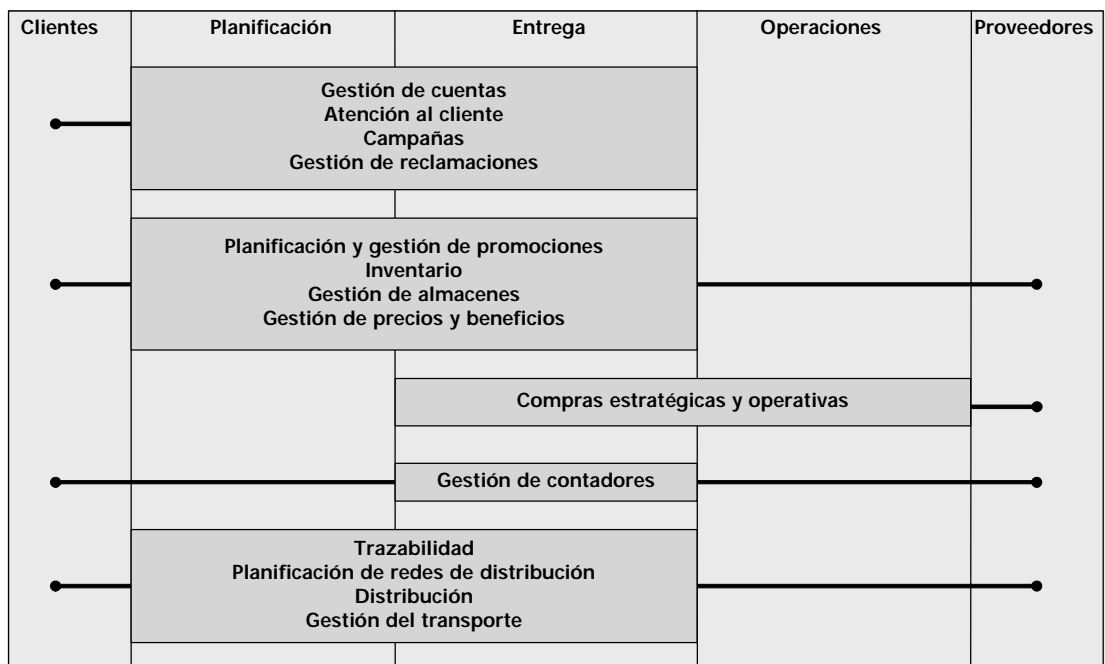 Clientes Planificación Entrega Operaciones Proveedores
Gestión de cuentas
Atención al cliente
Campañas
Gestión de reclamaciones
Planificación y gestión de promociones
Inventario
Gestión de almacenes
Gestión de precios y beneficios
Compras estratégicas y operativas
Gestión de contadores
Trazabilidad
Planificación de redes de distribución
Distribución
Gestión del transporte